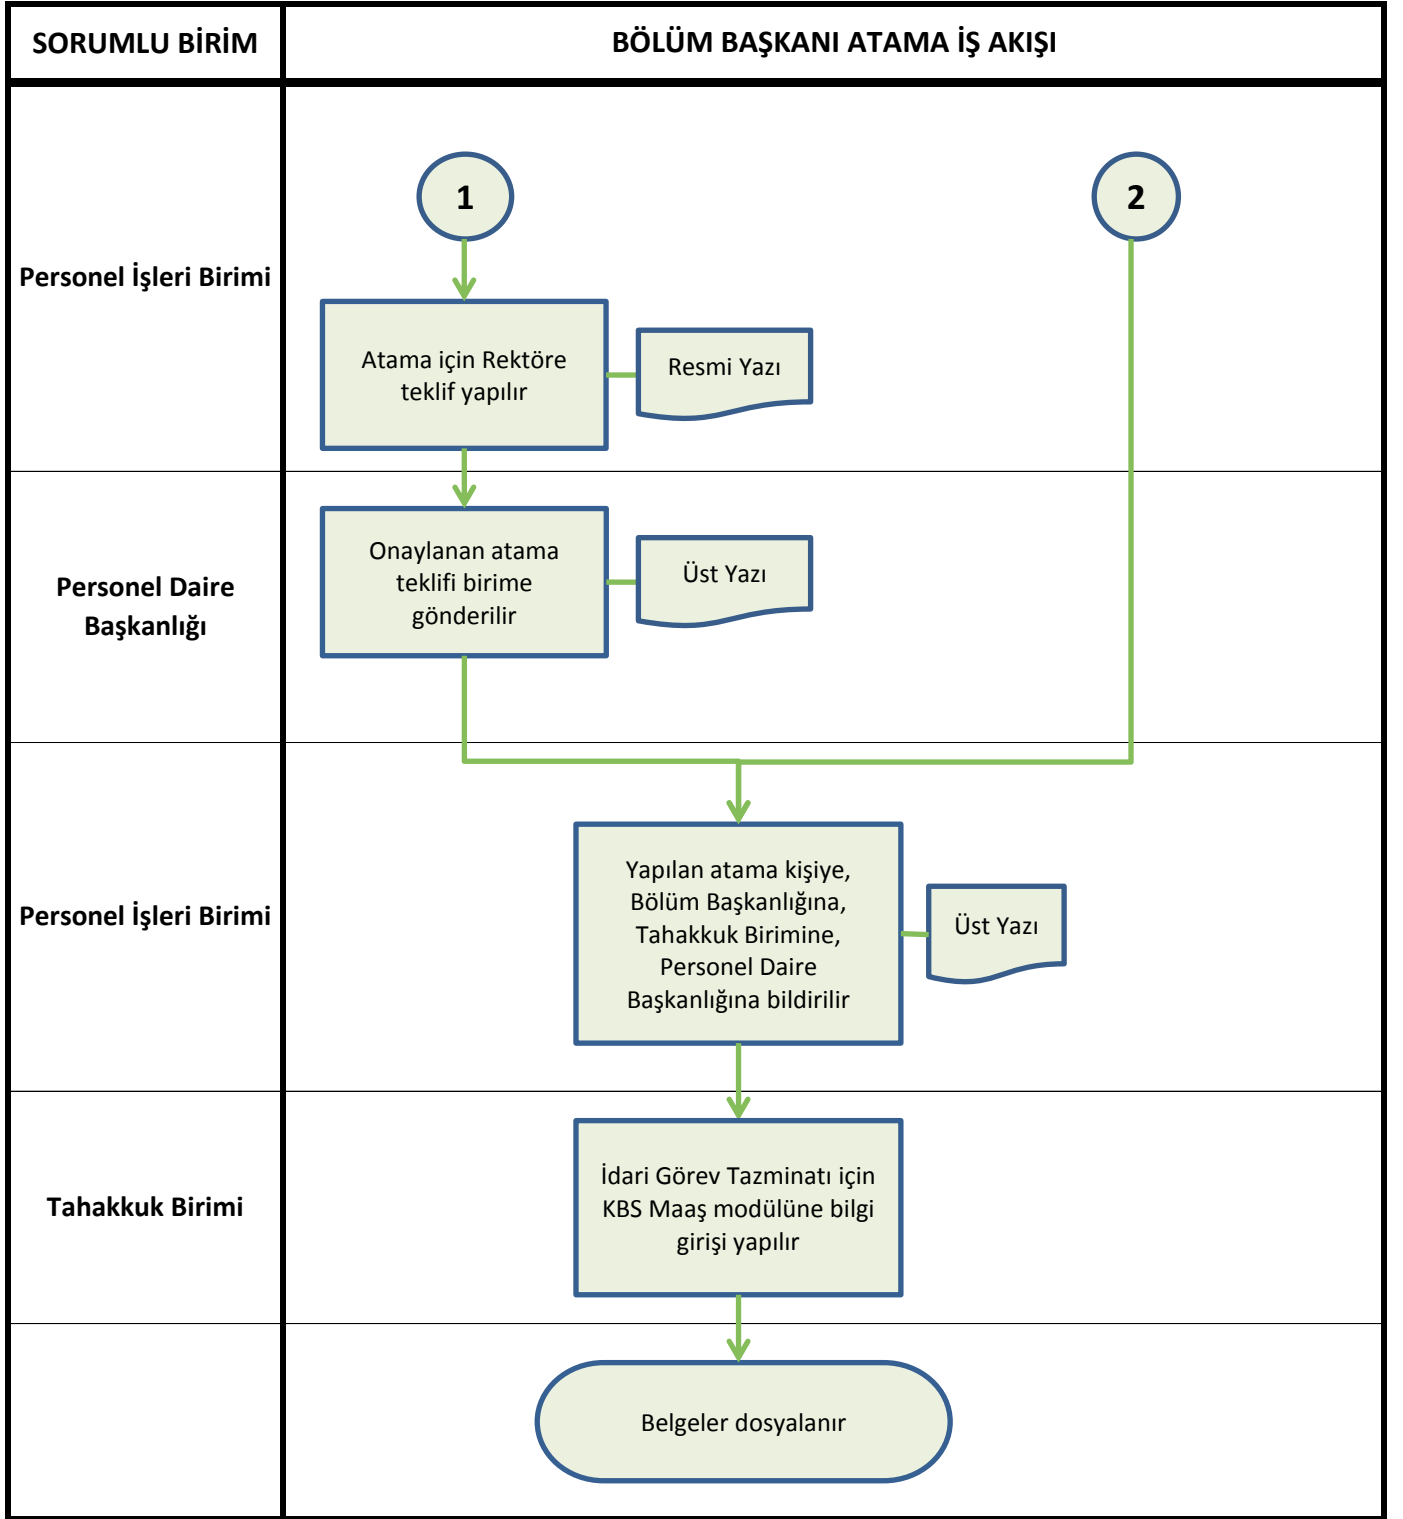 SORUMLU BİRİM
BÖLÜM BAŞKANI ATAMA İŞ AKIŞI
Personel İşleri Birimi
1
2
Atama için Rektöre
teklif yapılır
Resmi Yazı
Personel Daire
Başkanlığı
Onaylanan atama
teklifi birime
gönderilir
Üst Yazı
Personel İşleri Birimi
Yapılan atama kişiye,
Bölüm Başkanlığına,
Tahakkuk Birimine,
Personel Daire
Başkanlığına bildirilir
Üst Yazı
Tahakkuk Birimi
İdari Görev Tazminatı için
KBS Maaş modülüne bilgi
girişi yapılır
Belgeler dosyalanır